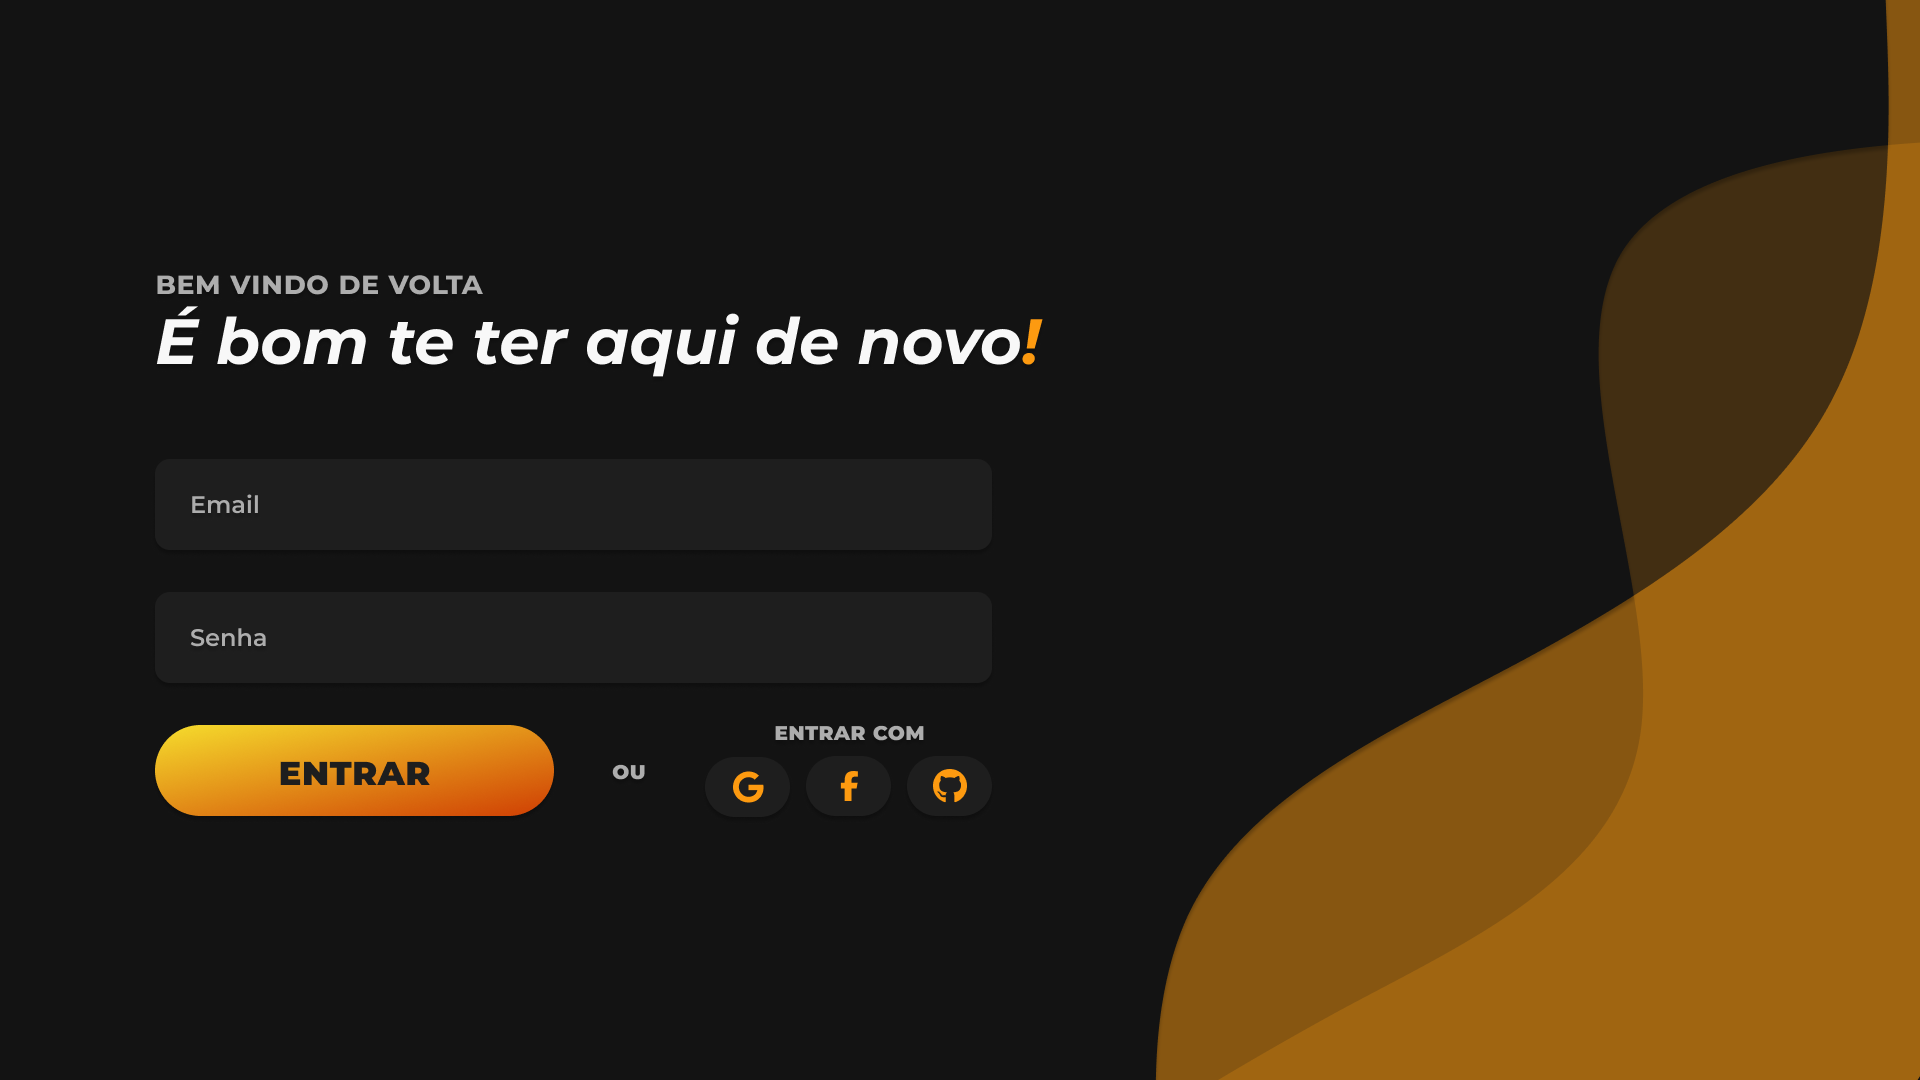 BEM VINDO DE VOLTA
É bom te ter aqui de novo!
Email
Senha
ENTRAR
OU
ENTRAR COM